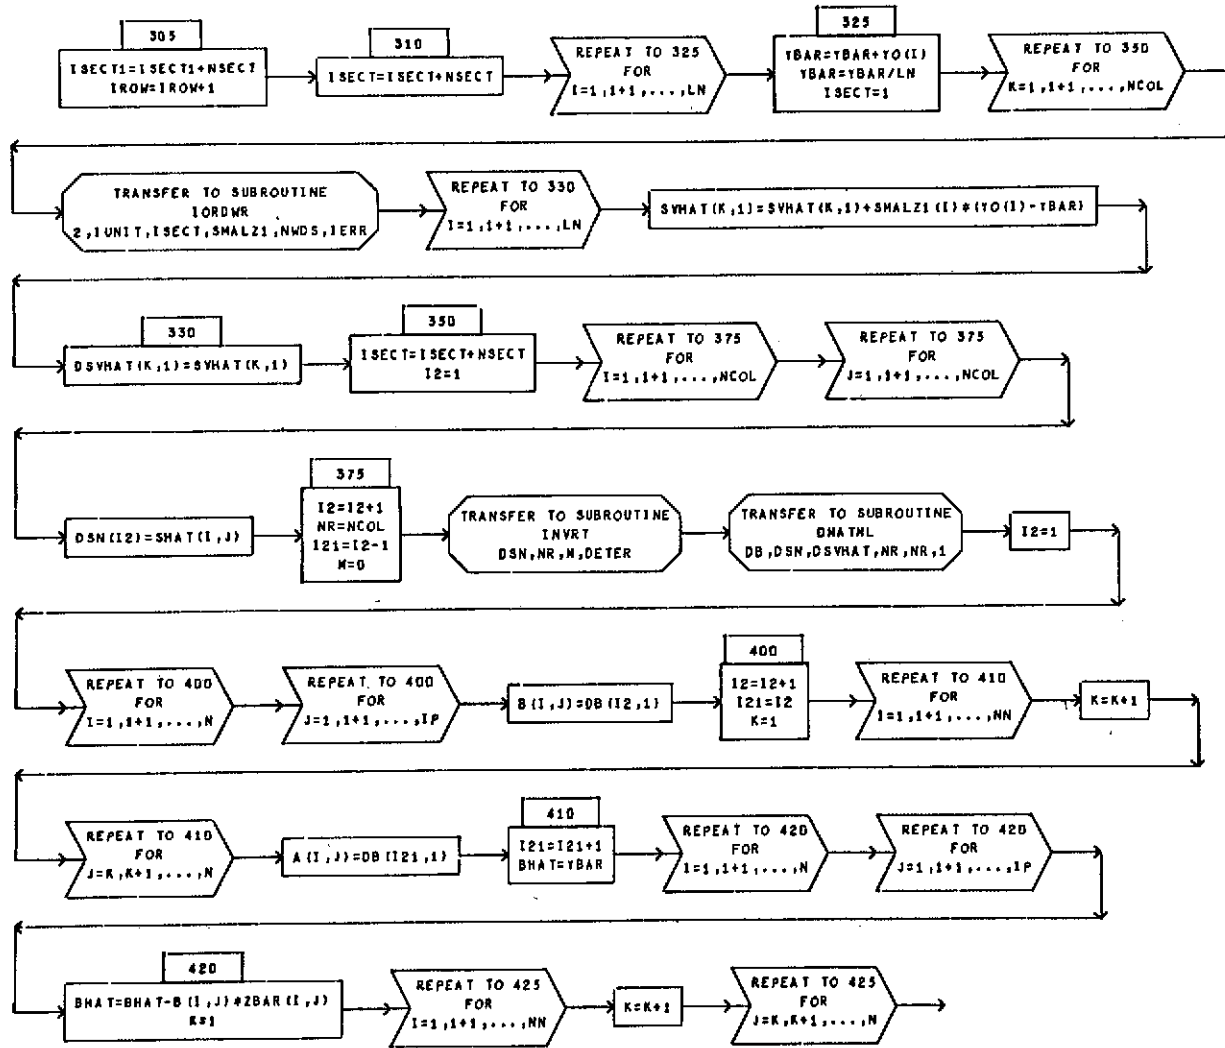 305
ISECT1=ISECT1+NSECT
IROW=IROW+1
310
ISECT=ISECT+NSECT
REPEAT TO 325
FOR
I=1,1+1,...,LN
325
YBAR=YBAR+YO(I)
YBAR=YBAR/LN
ISECT=1
REPEAT TO 350
FOR
K=1,1+1,...,NCOL
TRANSFER TO SUBROUTINE
IORDWR
2,IUNIT,ISECT,SMALZ1,NWDS,IERR
REPEAT TO 330
FOR
I=1,1+1,...,LN
SVHAT(K,1)=SVHAT(K,1)+SMALZ1(I)*(YO(I)-YBAR)
330
DSVHAT(K,1)=SVHAT(K,1)
350
ISECT=ISECT+NSECT
I2=1
REPEAT TO 375
FOR
I=1,1+1,...,NCOL
REPEAT TO 375
FOR
J=1,1+1,...,NCOL
DSN(I2)=SHAT(I,J)
375
I2=I2+1
NR=NCOL
I21=I2-1
M=0
TRANSFER TO SUBROUTINE
INVRT
DSN,NR,M,DETER
TRANSFER TO SUBROUTINE
DMATML
DB,DSN,DSVHAT,NR,NR,1
I2=1
REPEAT TO 400
FOR
I=1,1+1,...,N
REPEAT TO 400
FOR
J=1,1+1,...,IP
B(I,J)=DB(I2,1)
400
I2=I2+1
I21=I2
K=1
REPEAT TO 410
FOR
I=1,1+1,...,NN
K=K+1
REPEAT TO 410
FOR
J=K,K+1,...,N
A(I,J)=DB(I21,1)
410
I21=I21+1
BHAT=YBAR
REPEAT TO 420
FOR
I=1,1+1,...,N
REPEAT TO 420
FOR
J=1,1+1,...,IP
420
BHAT=BHAT-B(I,J)*ZBAR(I,J)
K=1
REPEAT TO 425
FOR
I=1,1+1,...,NN
K=K+1
REPEAT TO 425
FOR
J=K,K+1,...,N